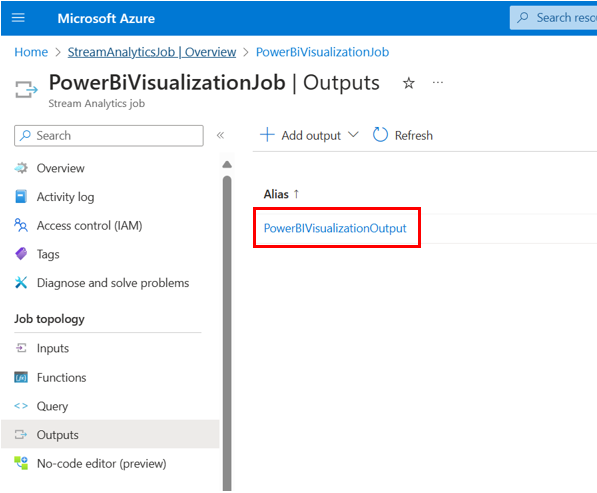 Microsoft Azure
Search resc
Home > StreamAnalyticsJob | Overview > PowerBiVisualizationJob
PowerBiVisualizationJob | Outputs
Stream Analytics job
Search
Add output
Refresh
Overview
Activity log
Access control (IAM)
Tags
Diagnose and solve problems
Job topology
Inputs
Functions
Query
Outputs
No-code editor (preview)
Alias ↑
PowerBIVisualizationOutput